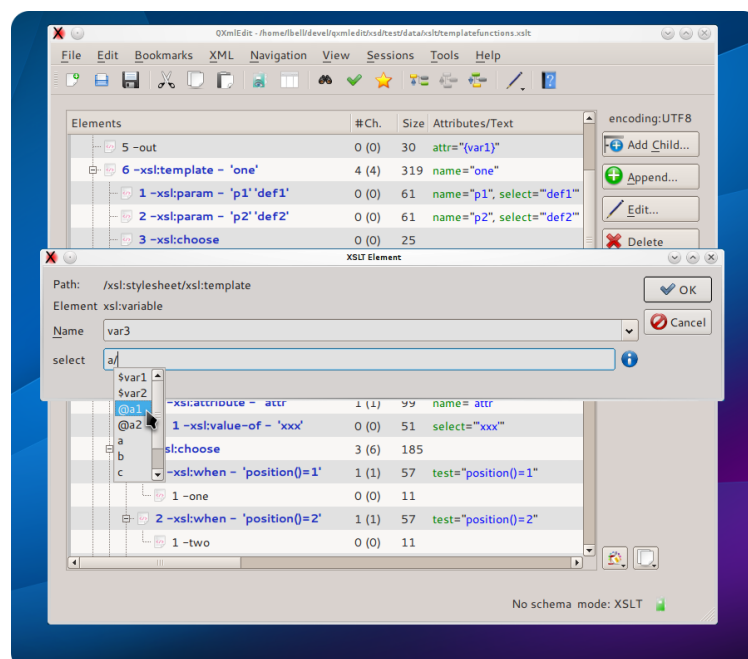 QXmlEdit - /home/lbell/devel/qxmledit/xsd/test/data/xslt/templatefunctions.xslt
File Edit Bookmarks XML Navigation View Sessions Tools Help
Elements #Ch. Size Attributes/Text
encoding:UTF8
5 -out 0 (0) 30 attr="{var1}"
Add Child...
6 -xsl:template - 'one' 4 (4) 319 name="one"
Append...
1 -xsl:param - 'p1' 'def1' 0 (0) 61 name="p1", select="'def1'"
2 -xsl:param - 'p2' 'def2' 0 (0) 61 name="p2", select="'def2'"
Edit...
3 -xsl:choose 0 (0) 25
Delete
XSLT Element
Path: /xsl:stylesheet/xsl:template
OK
Element xsl:variable
Name var3
Cancel
select a/
$var1
$var2
@a1
@a2
a
b
c
-xsl:attribute - 'attr' 1 (1) 99 name="attr"
1 -xsl:value-of - 'xxx' 0 (0) 51 select="'xxx'"
sl:choose 3 (6) 185
-xsl:when - 'position()=1' 1 (1) 57 test="position()=1"
1 -one 0 (0) 11
2 -xsl:when - 'position()=2' 1 (1) 57 test="position()=2"
1 -two 0 (0) 11
No schema mode: XSLT